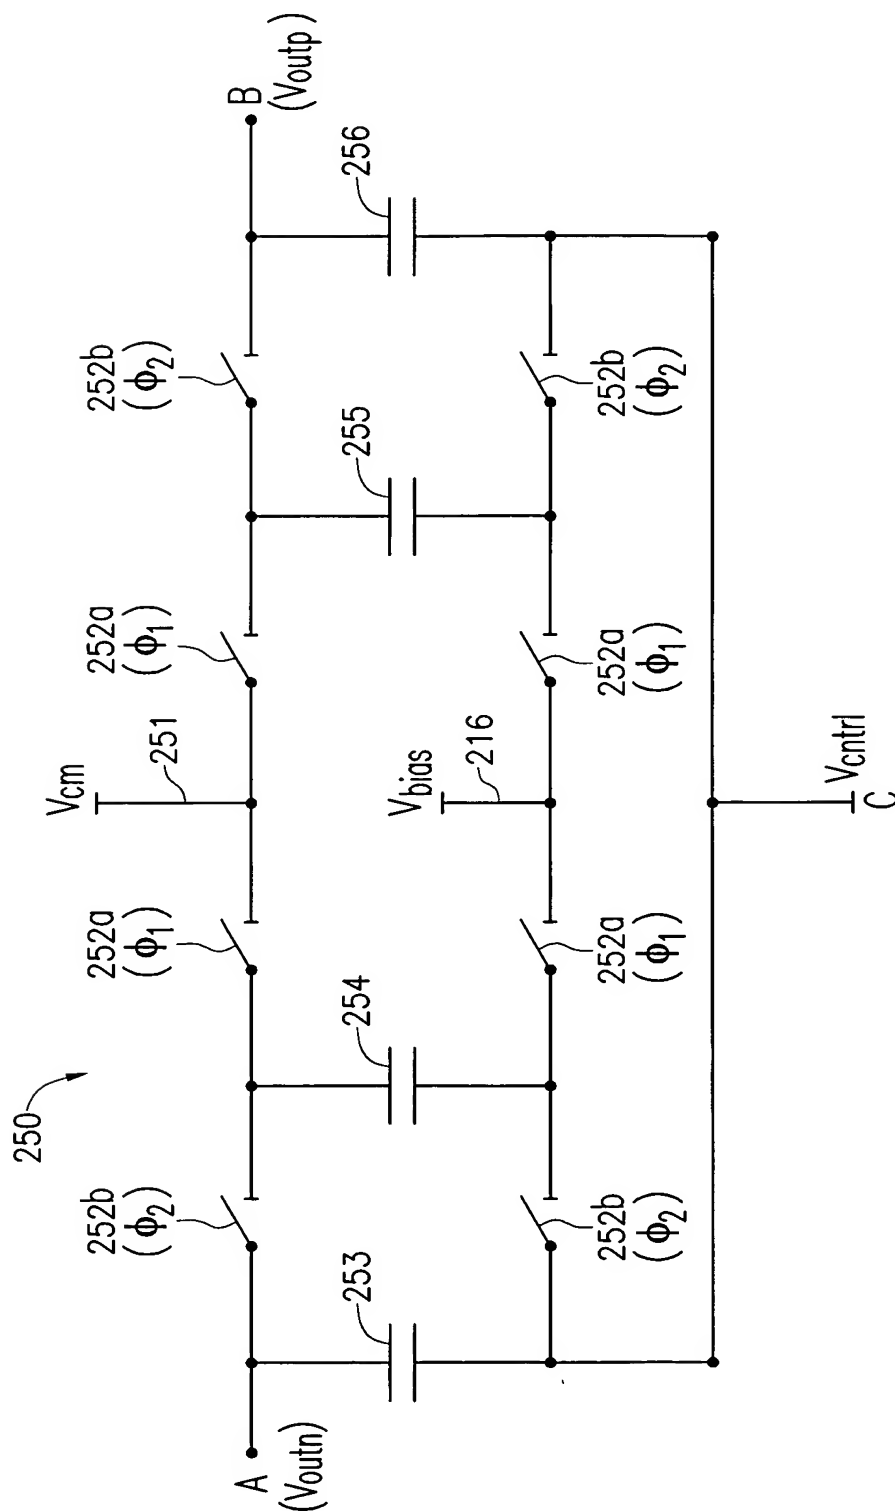 250
A
(Voutn)
B
(Voutp)
252b
(ϕ2)
252a
(ϕ1)
Vcm
251
252a
(ϕ1)
252b
(ϕ2)
253
254
255
256
Vbias
216
252b
(ϕ2)
252a
(ϕ1)
252a
(ϕ1)
252b
(ϕ2)
Vcntrl
C